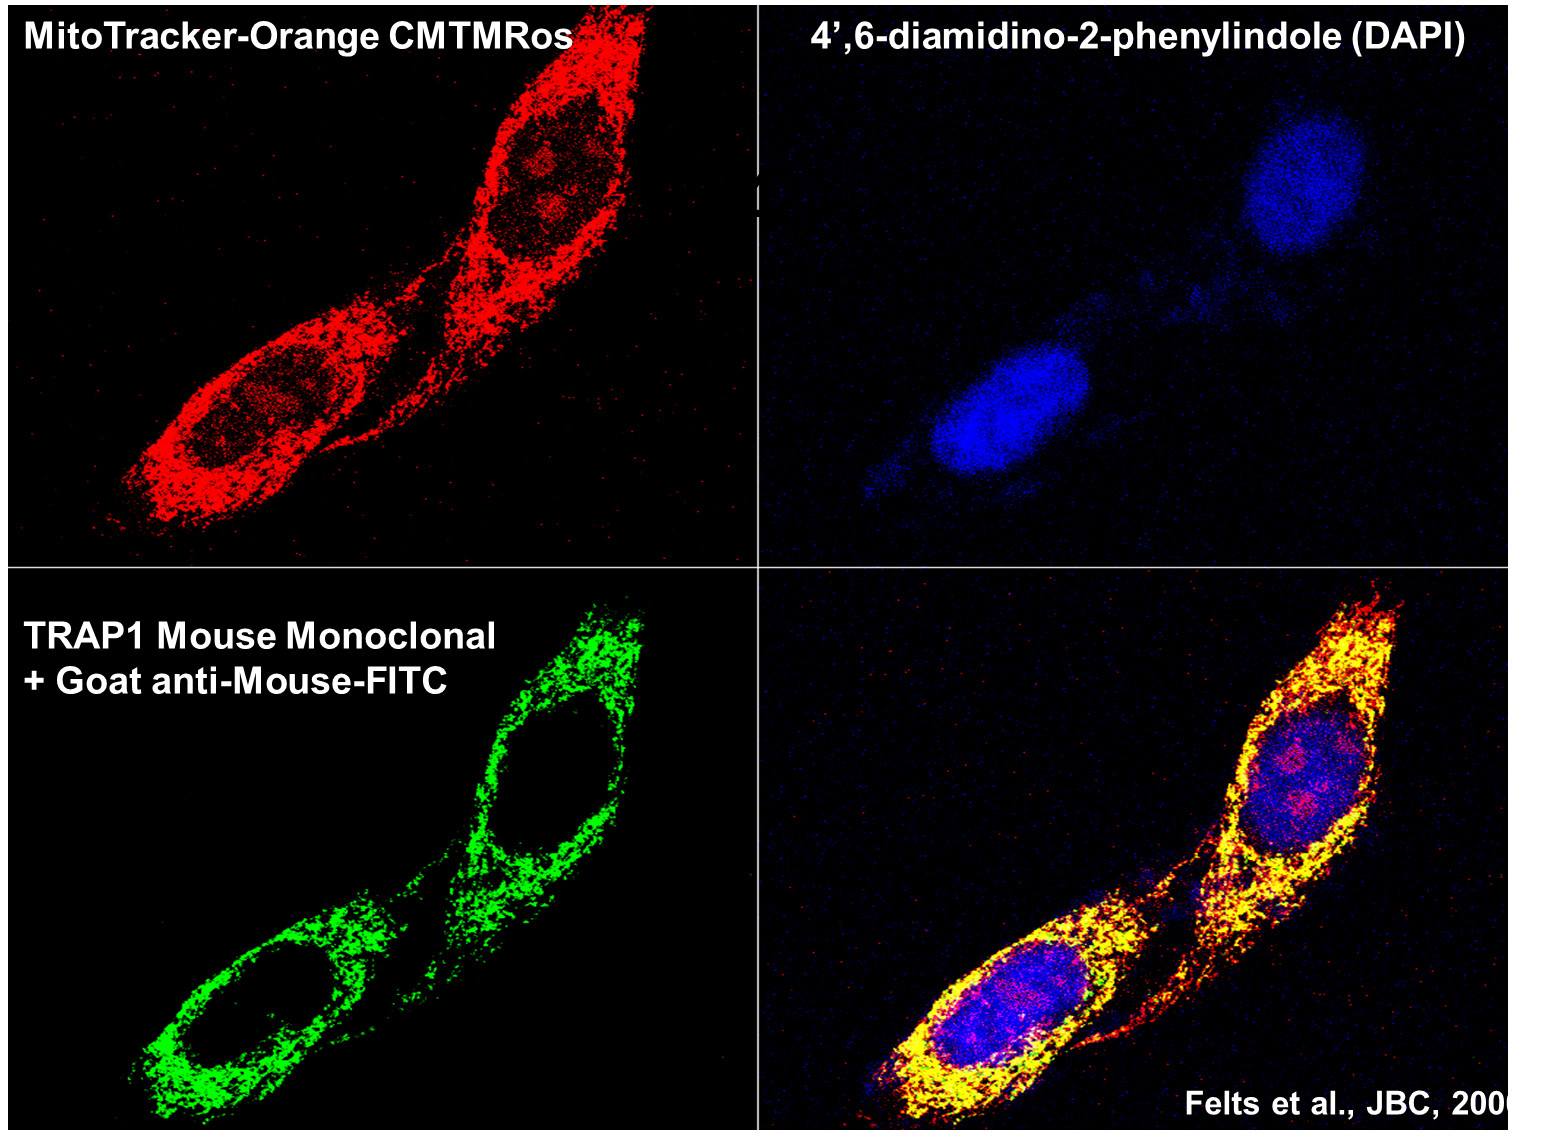 MitoTracker-Orange CMTMRos
4’,6-diamidino-2-phenylindole (DAPI)
TRAP1 Mouse Monoclonal
+ Goat anti-Mouse-FITC
Felts et al., JBC,